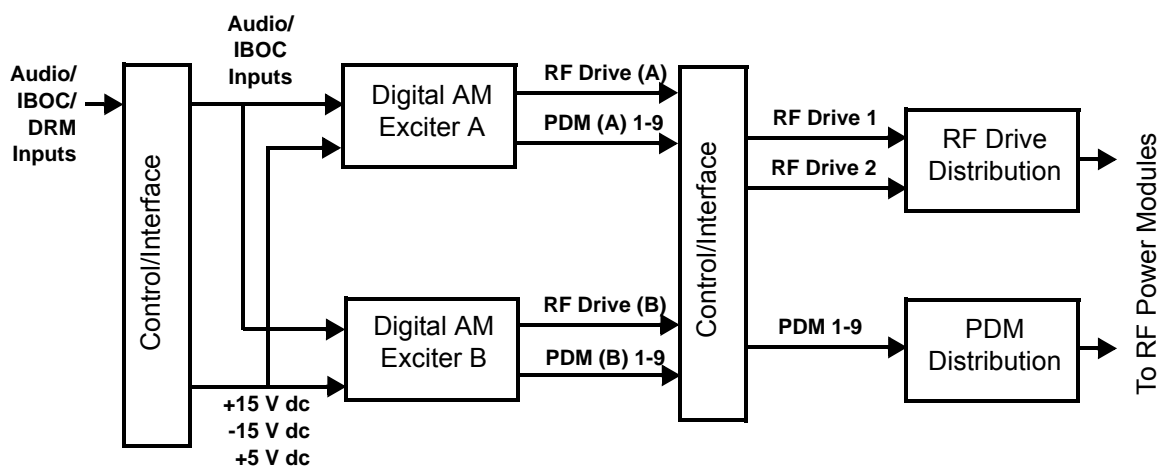 Audio/
IBOC/
DRM
Inputs
Control/Interface
Audio/
IBOC
Inputs
+15 V dc
-15 V dc
+5 V dc
Digital AM
Exciter A
Digital AM
Exciter B
RF Drive (A)
PDM (A) 1-9
RF Drive (B)
PDM (B) 1-9
Control/Interface
RF Drive 1
RF Drive 2
PDM 1-9
RF Drive
Distribution
PDM
Distribution
To RF Power Modules